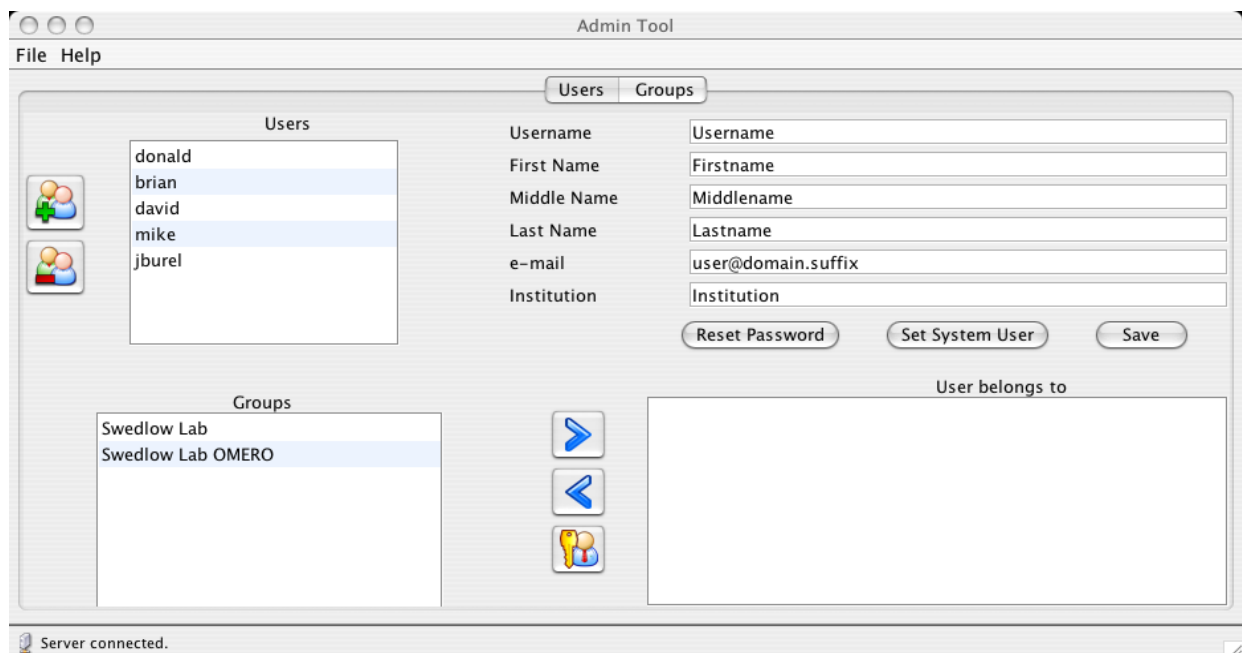 Admin Tool
File Help
Users Groups
Users
donald
brian
david
mike
jburel
Username Username
First Name Firstname
Middle Name Middlename
Last Name Lastname
e-mail user@domain.suffix
Institution Institution
Reset Password Set System User Save
Groups
Swedlow Lab
Swedlow Lab OMERO
User belongs to
Server connected.